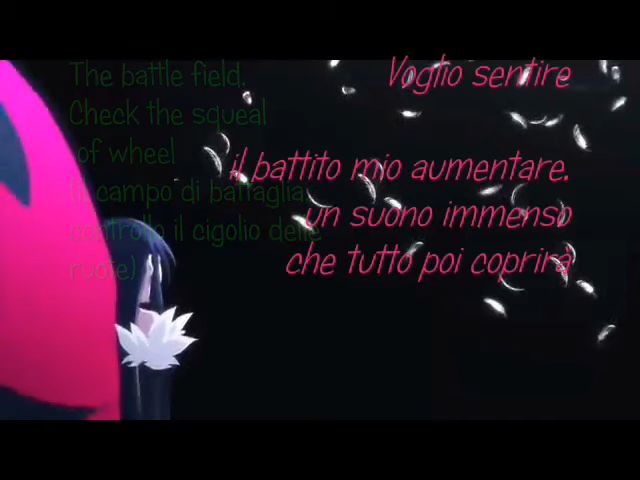 The battle field.
Check the squeal
of wheel
(il campo di battaglia,
controllo il cigolio delle
ruote)
Voglio sentire
il battito mio aumentare.
un suono immenso
che tutto poi coprirà